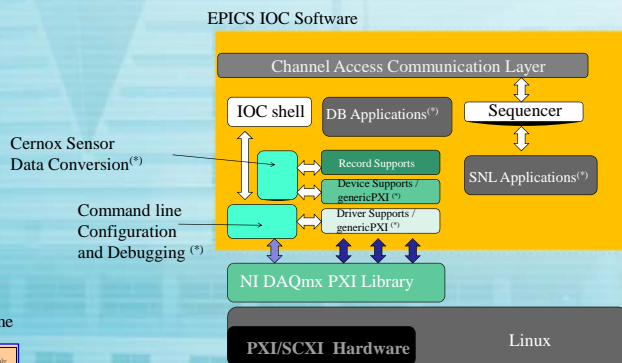 EPICS IOC Software
Channel Access Communication Layer
IOC shell
DB Applications(*)
Sequencer
Cernox Sensor
Data Conversion(*)
Record Supports
Device Supports /
genericPXI (*)
SNL Applications(*)
Command line
Configuration
and Debugging (*)
Driver Supports /
genericPXI (*)
NI DAQmx PXI Library
PXI/SCXI Hardware
Linux